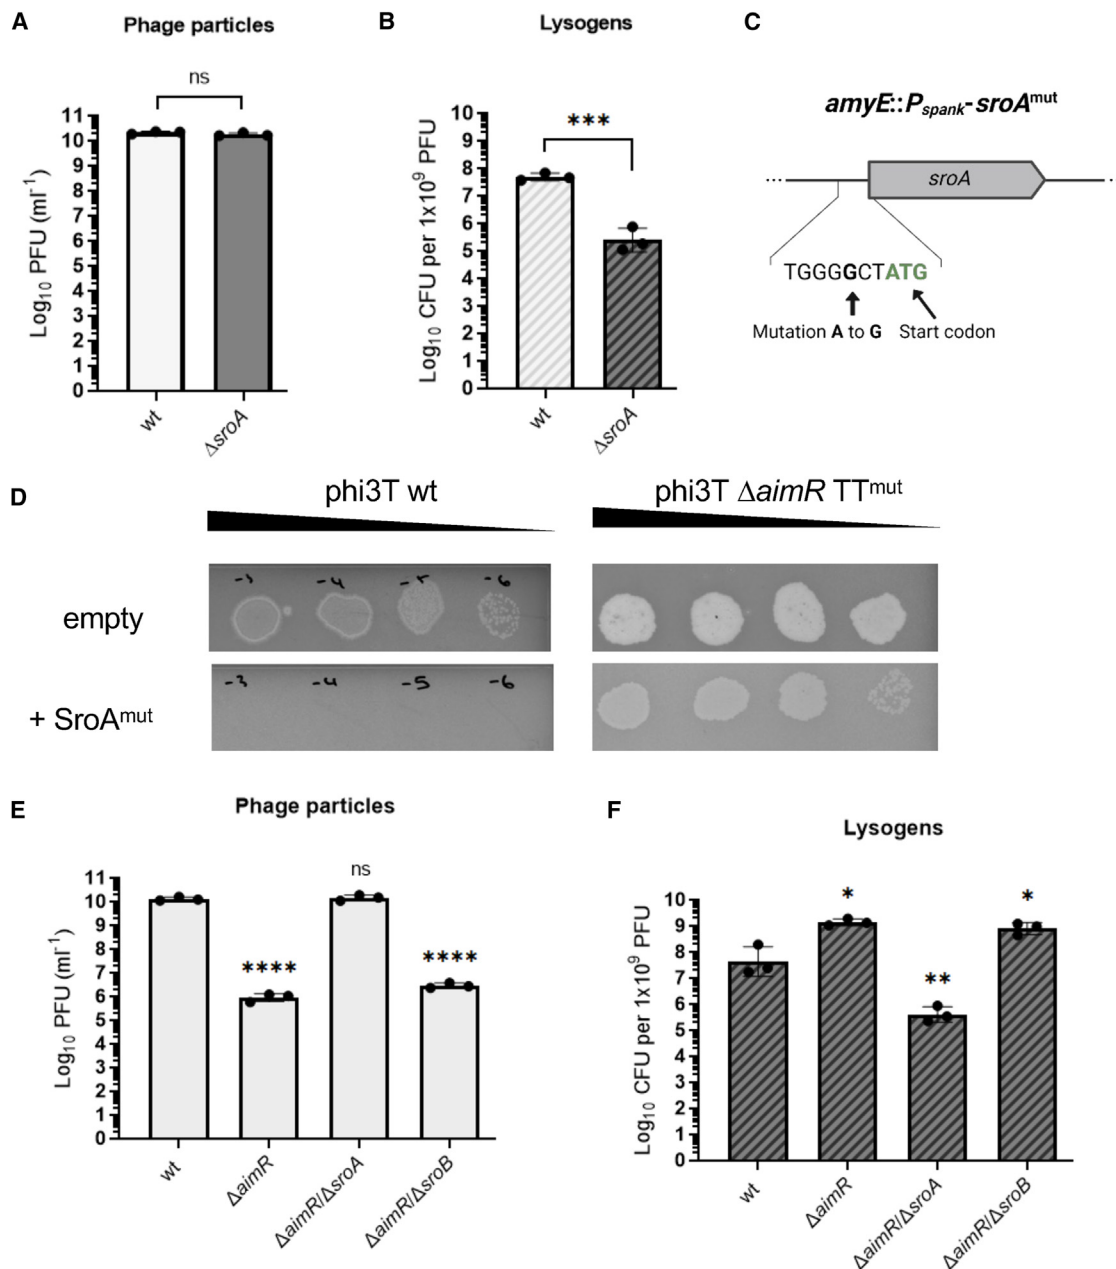 A
Phage particles
ns
Log₁₀ PFU (ml⁻¹)
11
10
9
8
7
6
5
4
3
2
1
0
wt
ΔsroA
B
Lysogens
***
Log₁₀ CFU per 1x10⁹ PFU
10
9
8
7
6
5
4
3
2
1
0
wt
ΔsroA
C
amyE::Pspank-sroAᵐᵘᵗ
sroA
TGGGGCTATG
Mutation A to G
Start codon
D
phi3T wt
phi3T ΔaimR TTᵐᵘᵗ
empty
-3 -4 -5 -6
+ SroAᵐᵘᵗ
-3 -4 -5 -6
E
Phage particles
Log₁₀ PFU (ml⁻¹)
11
10
9
8
7
6
5
4
3
2
1
0
****
ns
****
wt
ΔaimR
ΔaimR/ΔsroA
ΔaimR/ΔsroB
F
Lysogens
Log₁₀ CFU per 1x10⁹ PFU
10
9
8
7
6
5
4
3
2
1
0
*
**
*
wt
ΔaimR
ΔaimR/ΔsroA
ΔaimR/ΔsroB